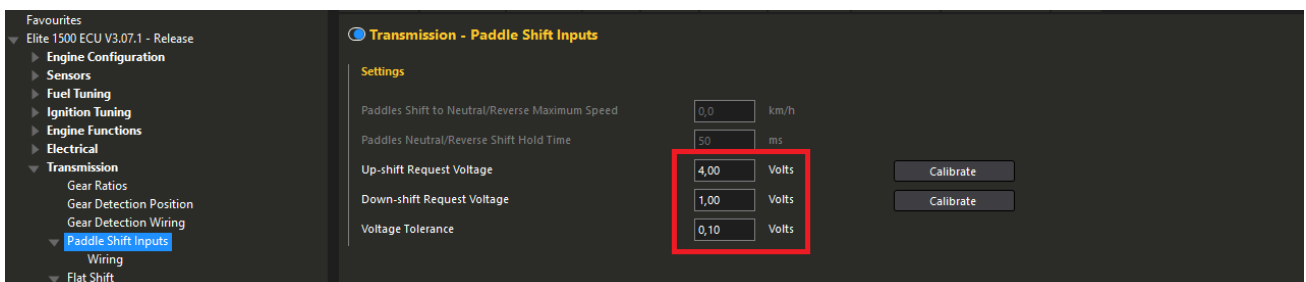 Favourites
Elite 1500 ECU V3.07.1 - Release
Engine Configuration
Sensors
Fuel Tuning
Ignition Tuning
Engine Functions
Electrical
Transmission
Gear Ratios
Gear Detection Position
Gear Detection Wiring
Paddle Shift Inputs
Wiring
Flat Shift
Transmission - Paddle Shift Inputs
Settings
Paddles Shift to Neutral/Reverse Maximum Speed 0,0 km/h
Paddles Neutral/Reverse Shift Hold Time 50 ms
Up-shift Request Voltage 4,00 Volts Calibrate
Down-shift Request Voltage 1,00 Volts Calibrate
Voltage Tolerance 0,10 Volts